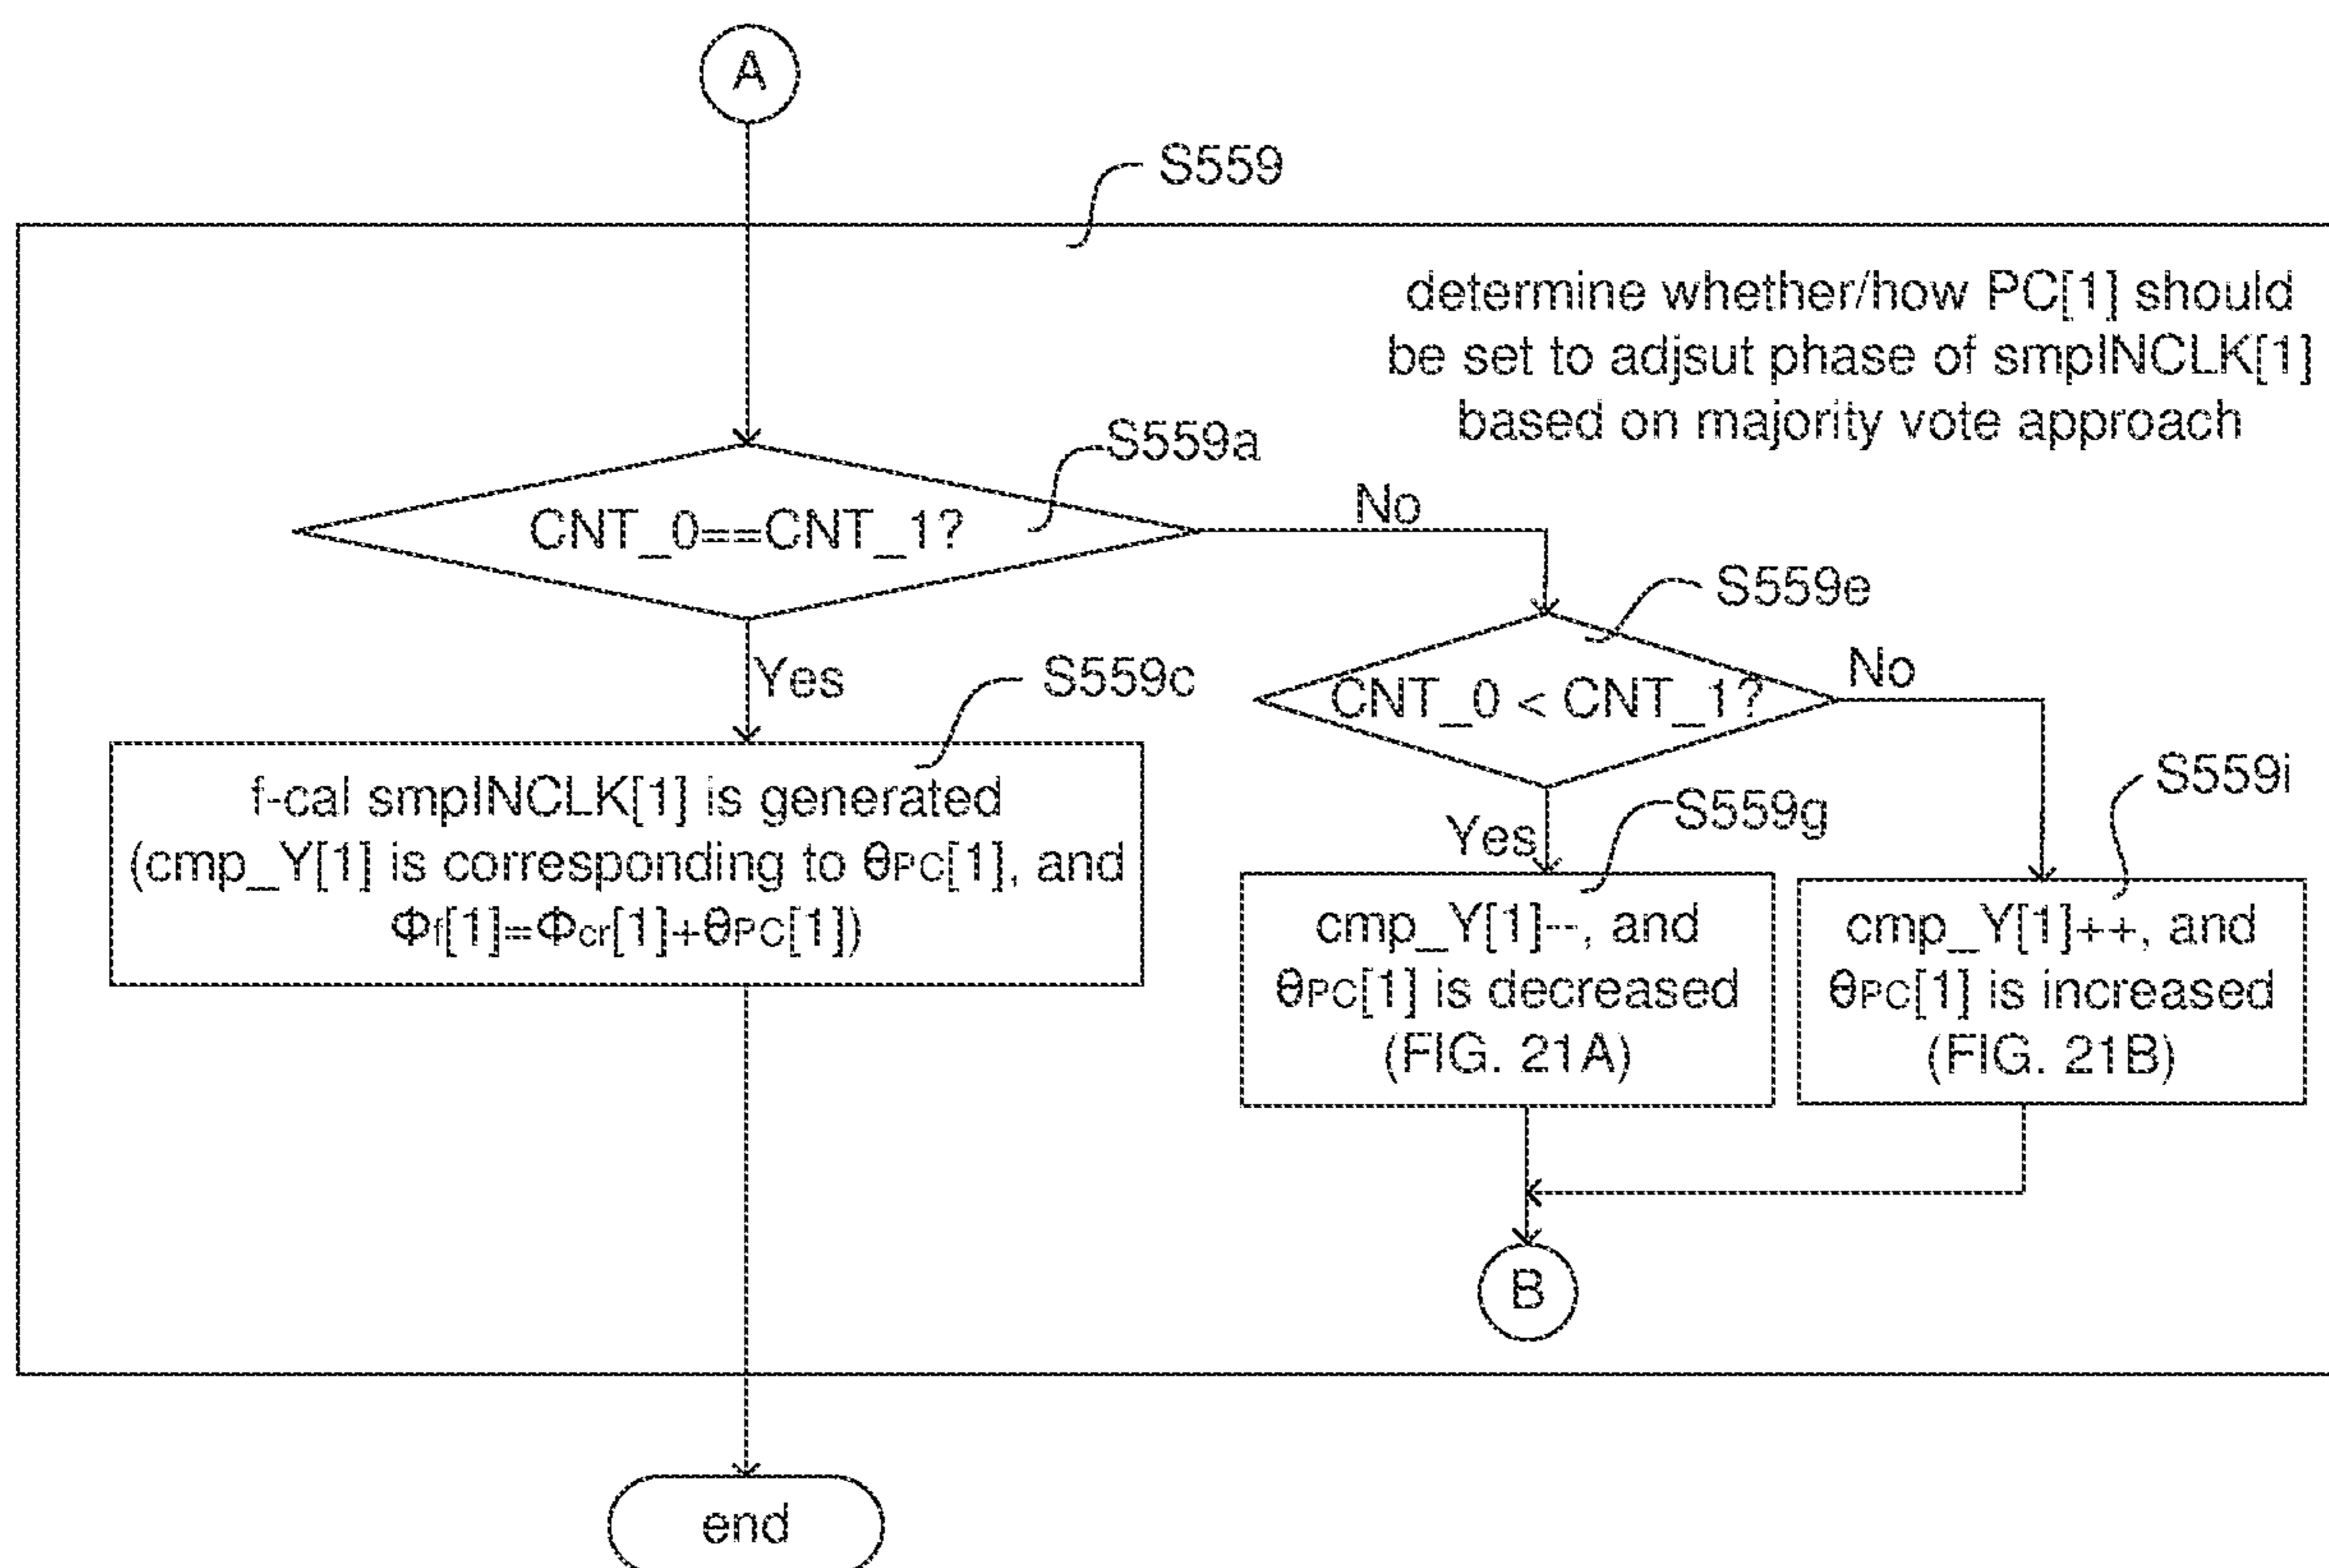 A
S559
determine whether/how PC[1] should
be set to adjsut phase of smpINCLK[1]
based on majority vote approach
S559a
CNT_0==CNT_1?
No
S559e
Yes
S559c
CNT_0 < CNT_1?
No
f-cal smpINCLK[1] is generated
(cmp_Y[1] is corresponding to θPC[1], and
Φf[1]=Φcr[1]+θPC[1])
Yes
S559g
S559i
cmp_Y[1]--, and
θPC[1] is decreased
(FIG. 21A)
cmp_Y[1]++, and
θPC[1] is increased
(FIG. 21B)
B
end